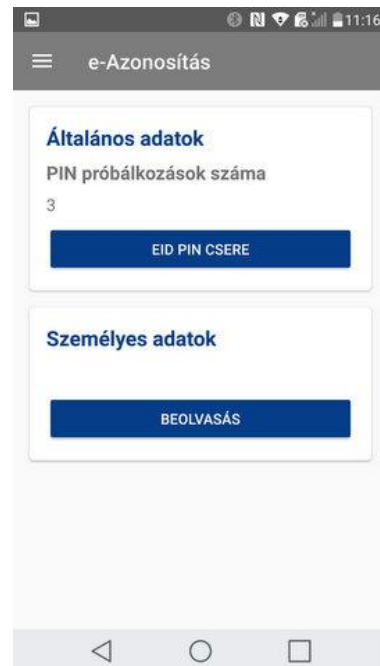 11:16
e-Azonosítás
Általános adatok
PIN próbálkozások száma
3
EID PIN CSERE
Személyes adatok
BEOLVASÁS